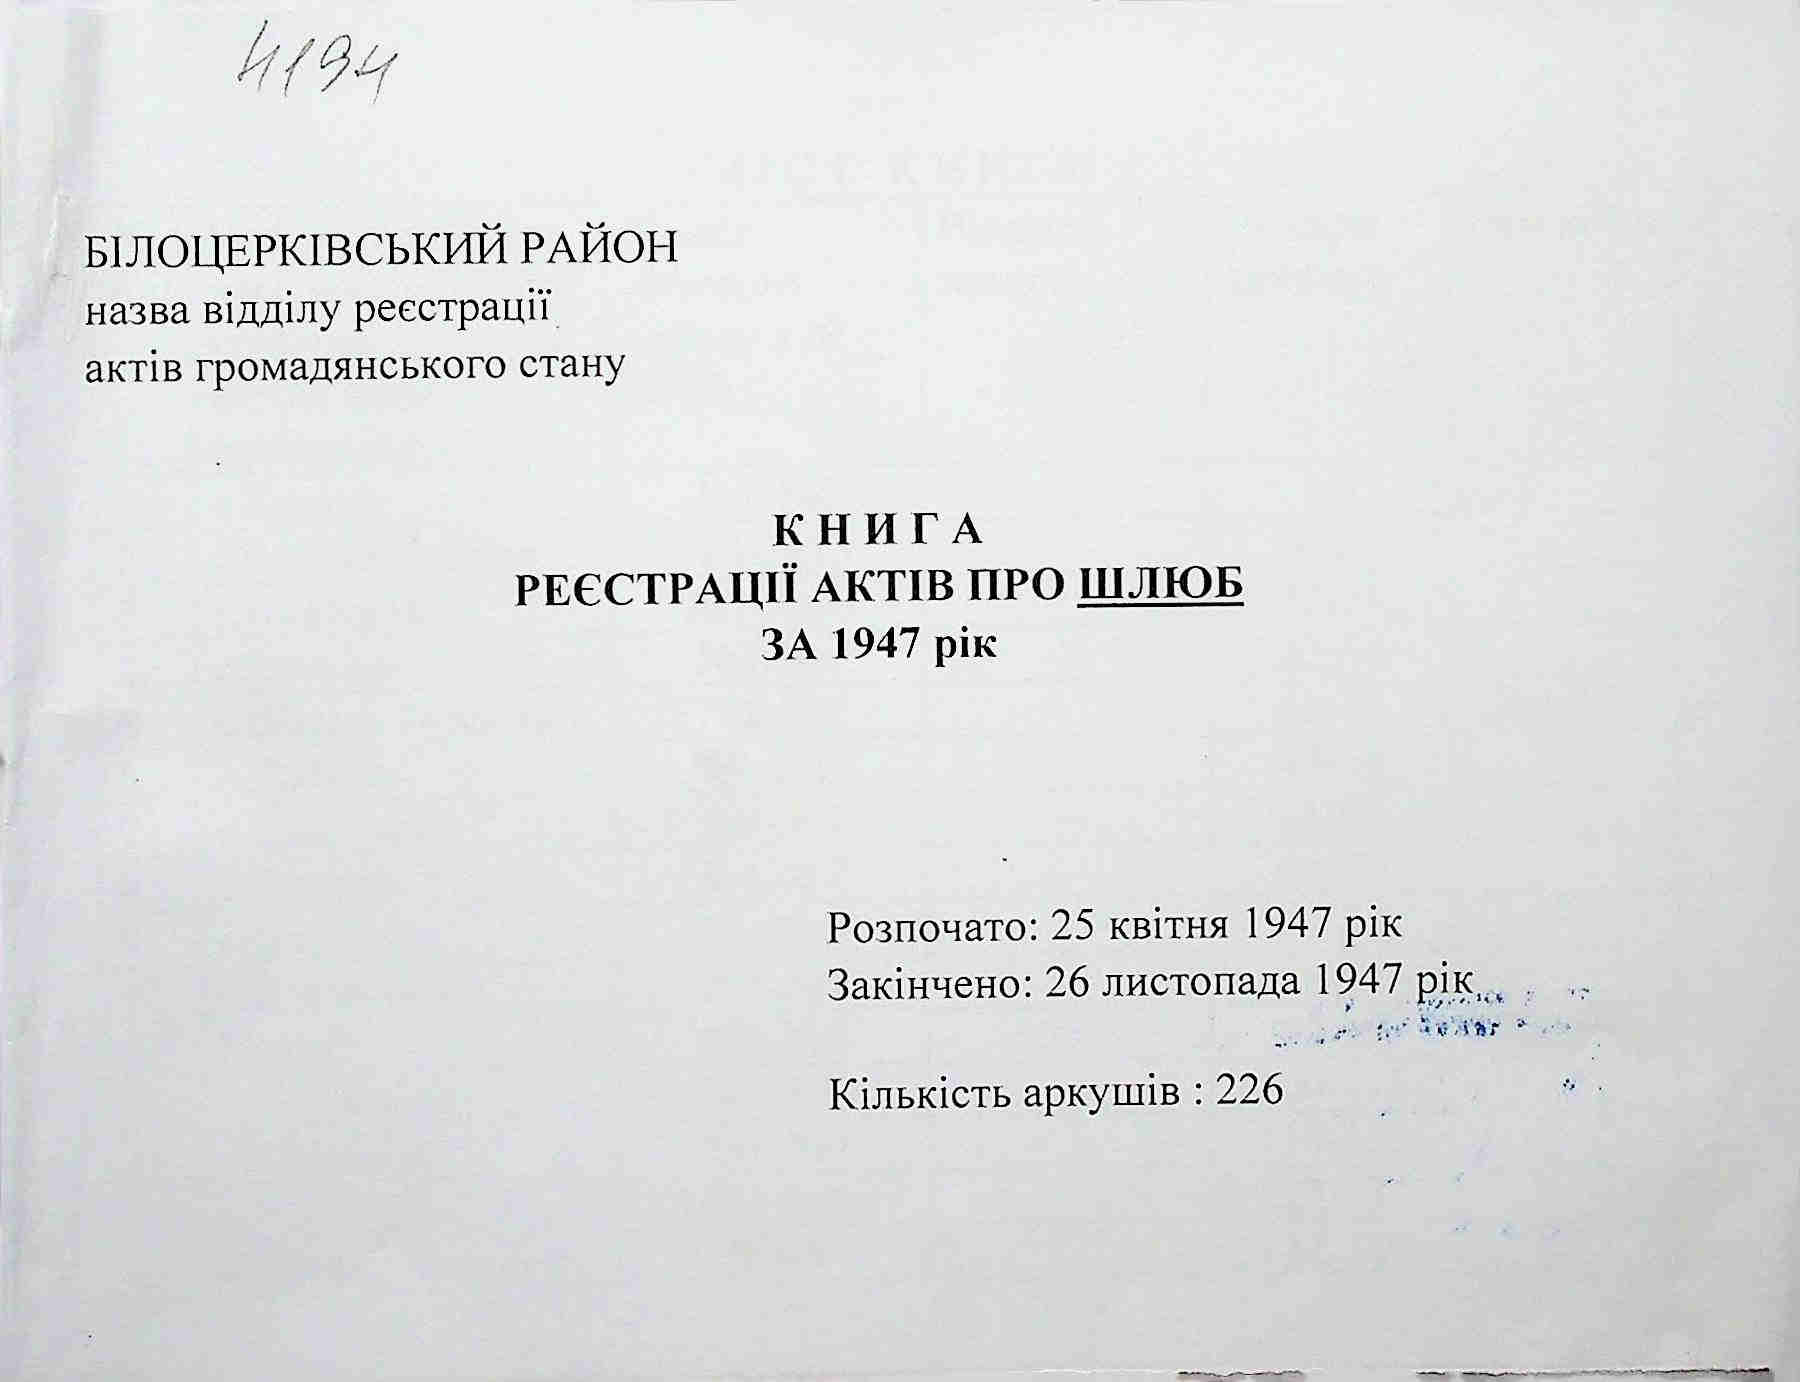 4194
БІЛОЦЕРКІВСЬКИЙ РАЙОН
назва відділу реєстрації
актів громадянського стану
К Н И Г А
РЕЄСТРАЦІЇ АКТІВ ПРО ШЛЮБ
ЗА 1947 рік
Розпочато: 25 квітня 1947 рік
Закінчено: 26 листопада 1947 рік
Кількість аркушів : 226